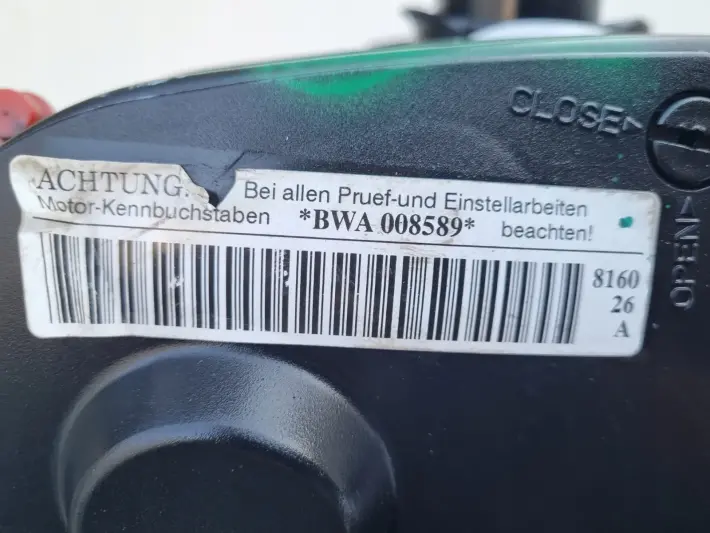 CLOSE
ACHTUNG. Bei allen Pruef-und Einstellarbeiten
Motor-Kennbuchstaben *BWA 008589* beachten!
8160
26
A
OPEN